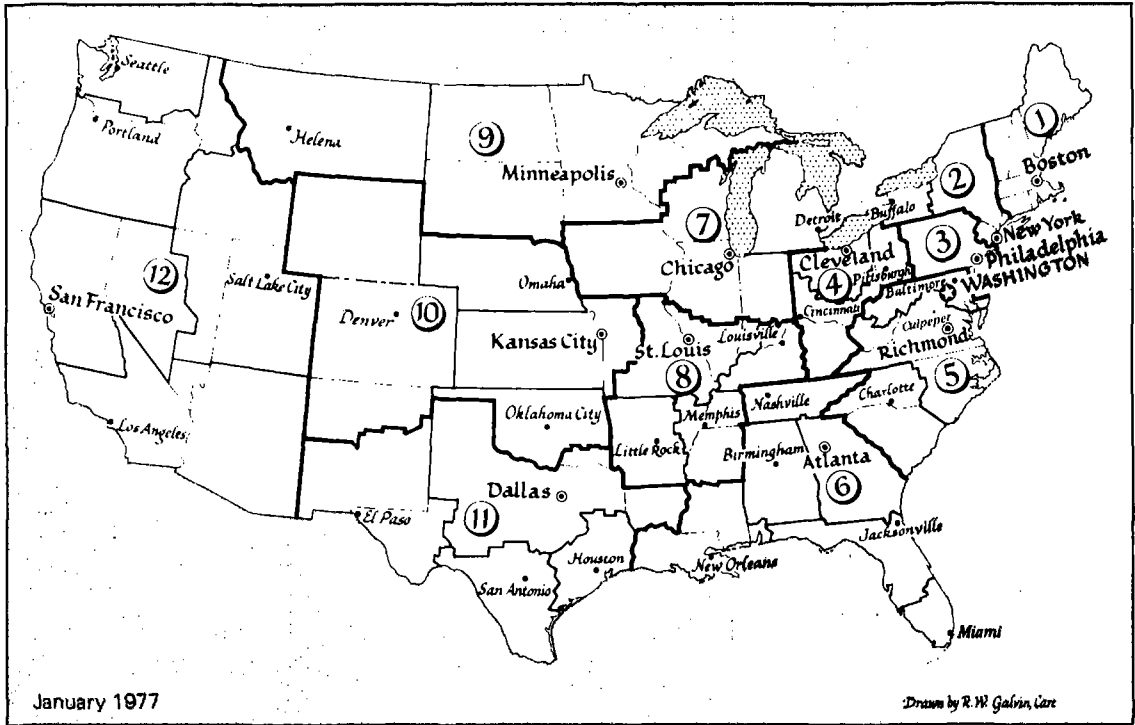 Seattle
Portland
Helena
9
1
Minneapolis
Boston
2
Detroit
Buffalo
7
New York
3
Cleveland
Philadelphia
Chicago
Pittsburgh
WASHINGTON
4
Baltimore
12
Salt Lake City
Omaha
Cincinnati
San Francisco
Denver
10
Culpeper
Kansas City
St. Louis
Louisville
Richmond
8
5
Charlotte
Nashville
Memphis
Oklahoma City
Los Angeles
Little Rock
Birmingham
Atlanta
6
Dallas
11
El Paso
Jacksonville
Houston
New Orleans
San Antonio
Miami
January 1977
Drawn by R.W. Galvin, Cart